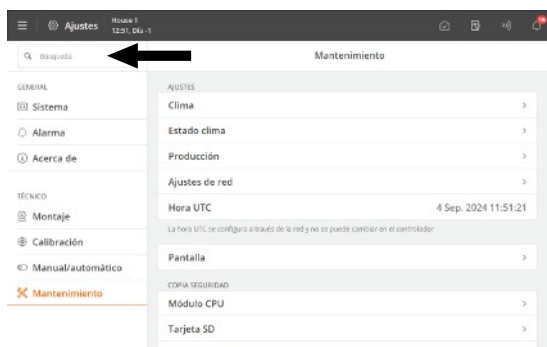 Ajustes
House 1
12:51, Día -1
Búsqueda
GENERAL
Sistema
Alarma
Acerca de
TÉCNICO
Montaje
Calibración
Manual/automático
Mantenimiento
Mantenimiento
AJUSTES
Clima
Estado clima
Producción
Ajustes de red
Hora UTC 4 Sep. 2024 11:51:21
La hora UTC se configura a través de la red y no se puede cambiar en el controlador
Pantalla
COPIA SEGURIDAD
Módulo CPU
Tarjeta SD